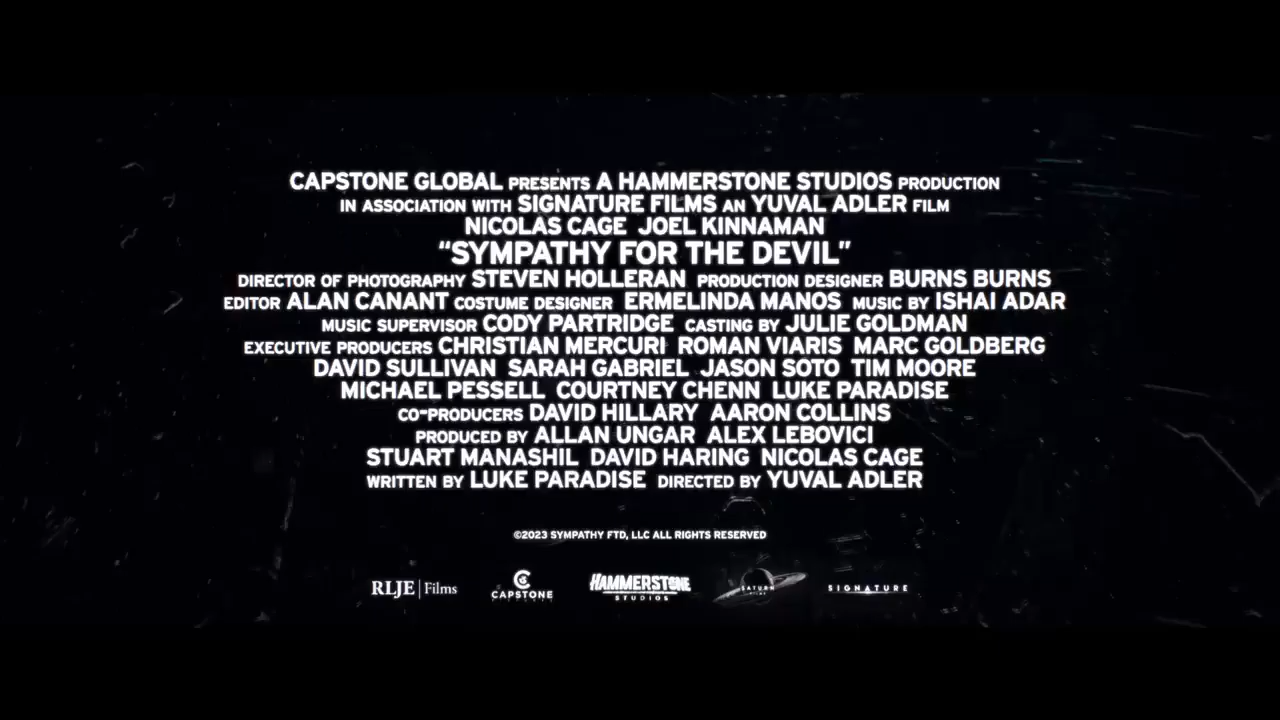 CAPSTONE GLOBAL PRESENTS A HAMMERSTONE STUDIOS PRODUCTION
IN ASSOCIATION WITH SIGNATURE FILMS AN YUVAL ADLER FILM
NICOLAS CAGE JOEL KINNAMAN
“SYMPATHY FOR THE DEVIL”
DIRECTOR OF PHOTOGRAPHY STEVEN HOLLERAN PRODUCTION DESIGNER BURNS BURNS
EDITOR ALAN CANANT COSTUME DESIGNER ERMELINDA MANOS MUSIC BY ISHAI ADAR
MUSIC SUPERVISOR CODY PARTRIDGE CASTING BY JULIE GOLDMAN
EXECUTIVE PRODUCERS CHRISTIAN MERCURI ROMAN VIARIS MARC GOLDBERG
DAVID SULLIVAN SARAH GABRIEL JASON SOTO TIM MOORE
MICHAEL PESSELL COURTNEY CHENN LUKE PARADISE
CO-PRODUCERS DAVID HILLARY AARON COLLINS
PRODUCED BY ALLAN UNGAR ALEX LEBOVICI
STUART MANASHIL DAVID HARING NICOLAS CAGE
WRITTEN BY LUKE PARADISE DIRECTED BY YUVAL ADLER
©2023 SYMPATHY FTD, LLC ALL RIGHTS RESERVED
RLJE Films
CAPSTONE
HAMMERSTONE
STUDIOS
SATURN
FILMS
SIGNATURE